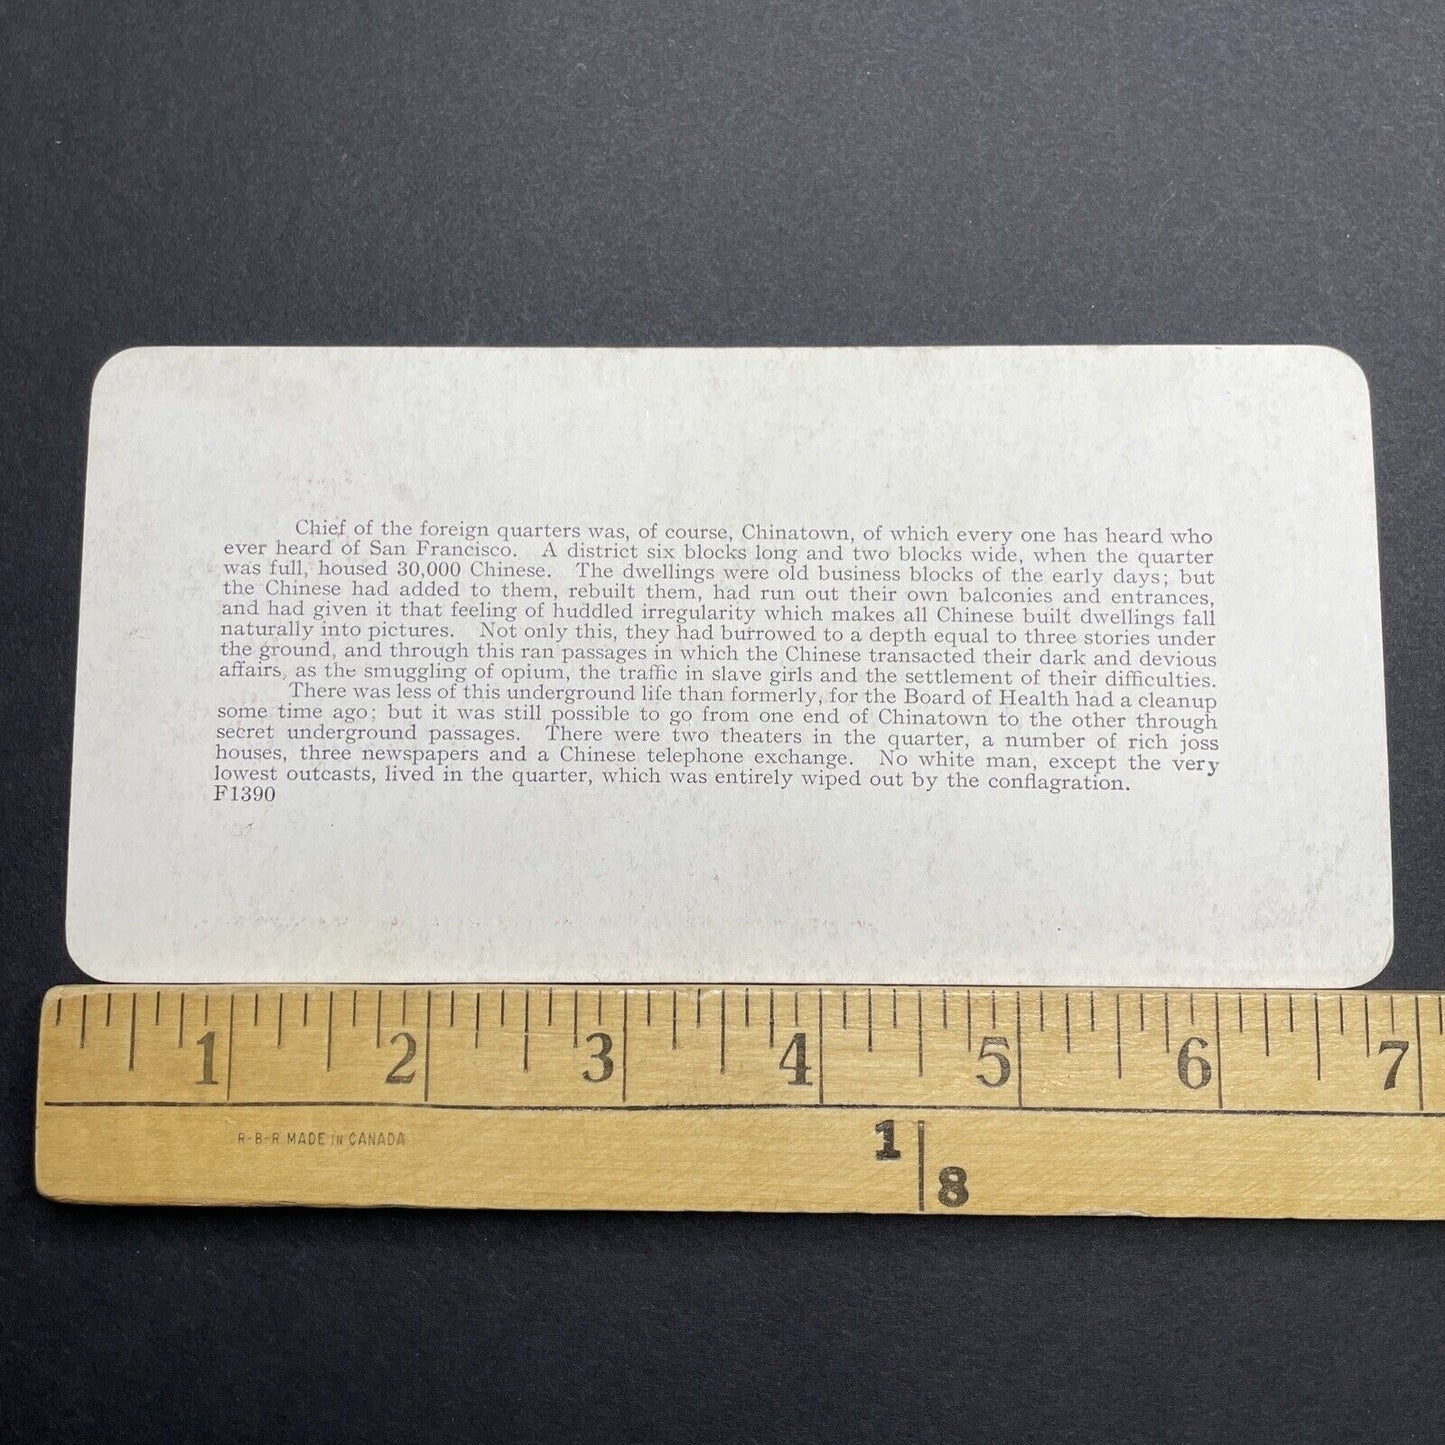 Chief of the foreign quarters was, of course, Chinatown, of which every one has heard who
ever heard of San Francisco. A district six blocks long and two blocks wide, when the quarter
was full, housed 30,000 Chinese. The dwellings were old business blocks of the early days; but
the Chinese had added to them, rebuilt them, had run out their own balconies and entrances,
and had given it that feeling of huddled irregularity which makes all Chinese built dwellings fall
naturally into pictures. Not only this, they had burrowed to a depth equal to three stories under
the ground, and through this ran passages in which the Chinese transacted their dark and devious
affairs, as the smuggling of opium, the traffic in slave girls and the settlement of their difficulties.
There was less of this underground life than formerly, for the Board of Health had a cleanup
some time ago; but it was still possible to go from one end of Chinatown to the other through
secret underground passages. There were two theaters in the quarter, a number of rich joss
houses, three newspapers and a Chinese telephone exchange. No white man, except the very
lowest outcasts, lived in the quarter, which was entirely wiped out by the conflagration.
F1390
1 2 3 4 5 6 7
R-B-R MADE IN CANADA
1
8